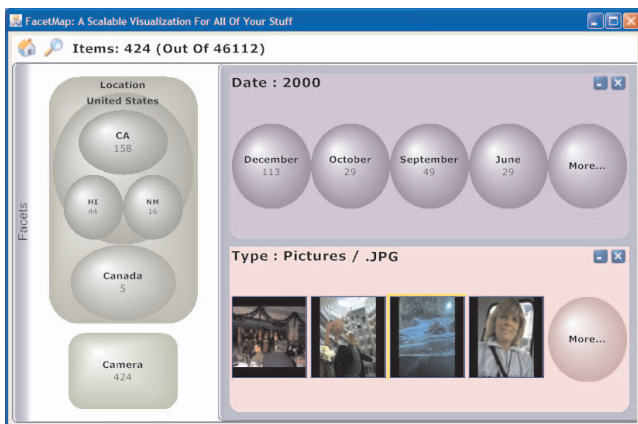 FacetMap: A Scalable Visualization For All Of Your Stuff
Items: 424 (Out Of 46112)
Facets
Location
United States
CA
158
HI
44
NM
16
Canada
5
Camera
424
Date : 2000
December
113
October
29
September
49
June
29
More...
Type : Pictures / .JPG
More...